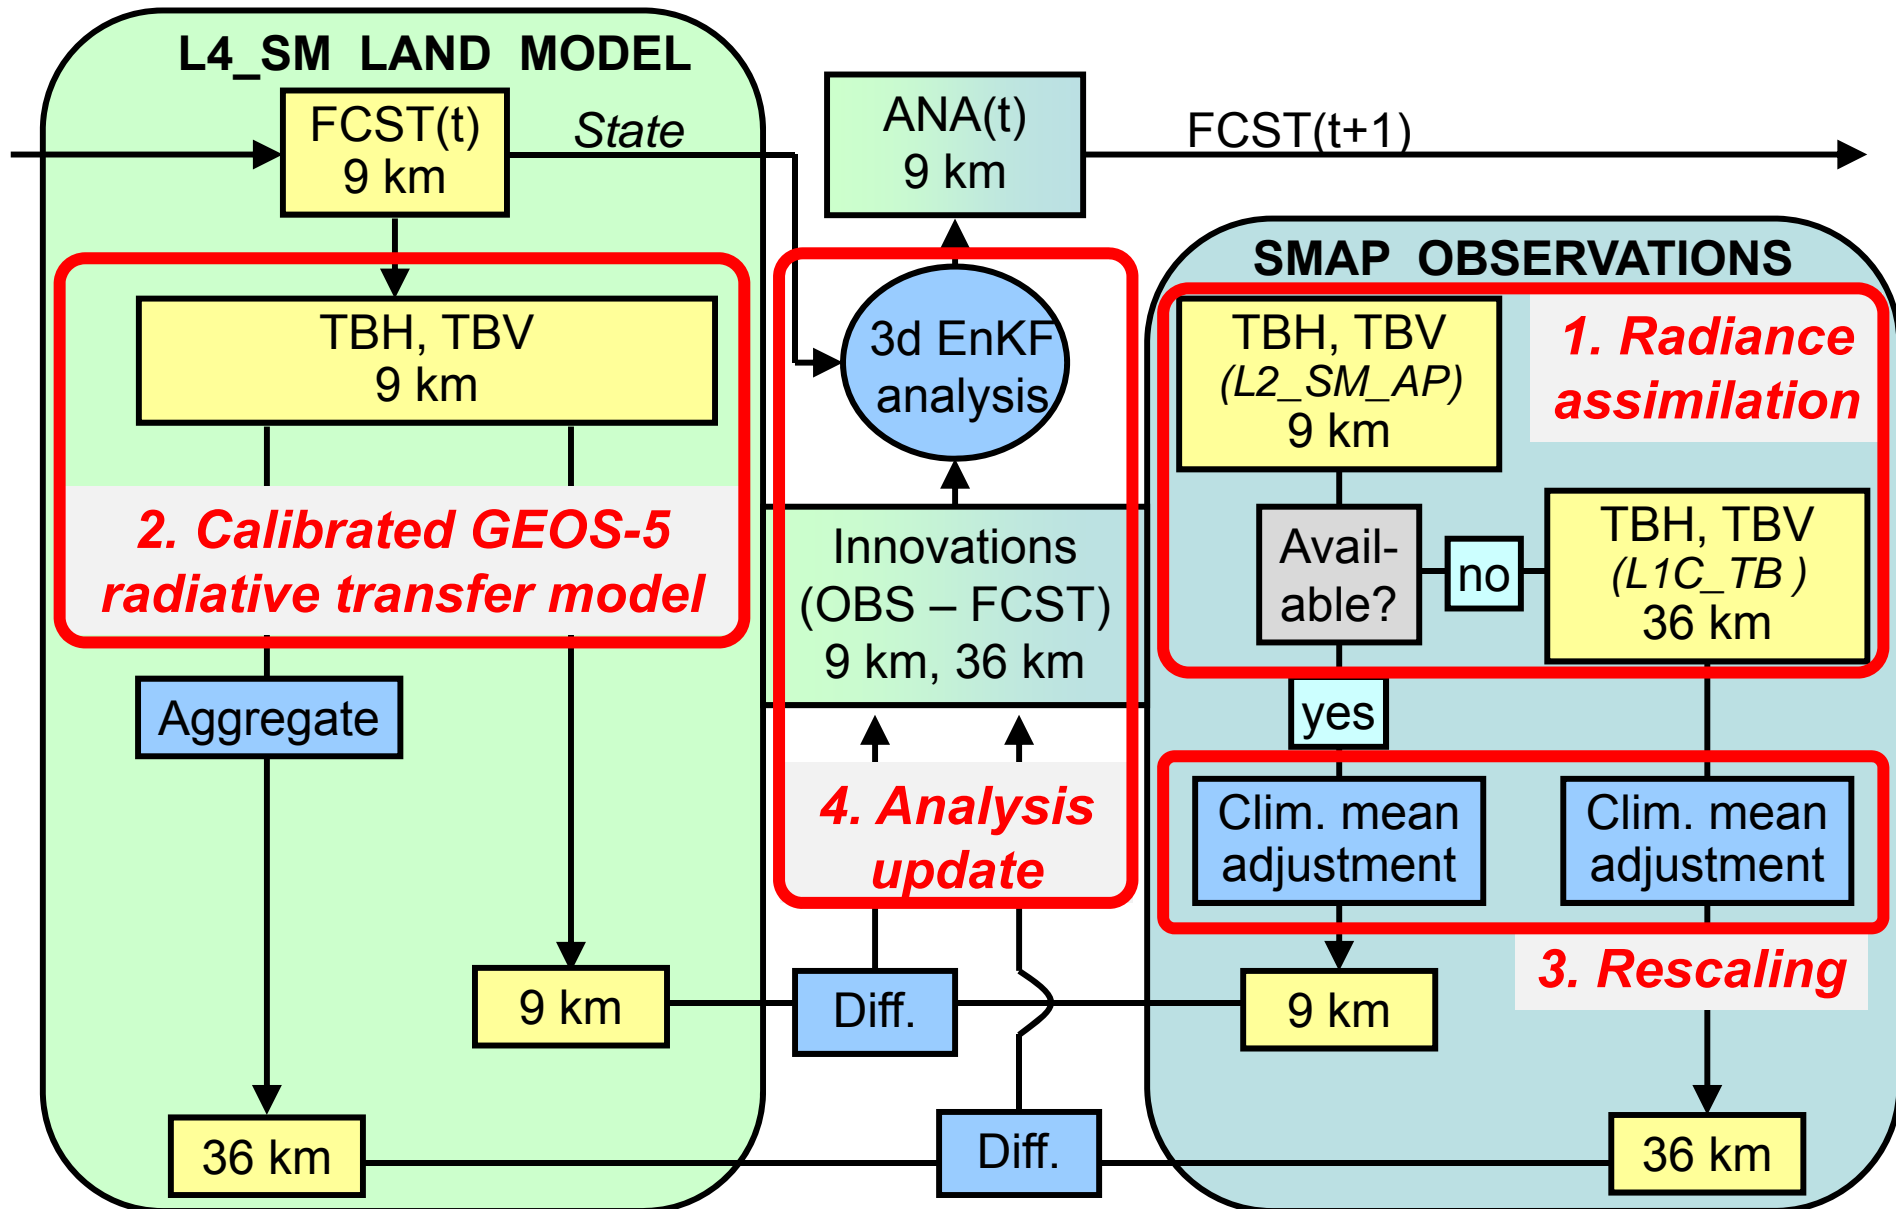 L4_SM LAND MODEL
FCST(t)
9 km
State
ANA(t)
9 km
FCST(t+1)
TBH, TBV
9 km
2. Calibrated GEOS-5
radiative transfer model
Aggregate
9 km
36 km
3d EnKF
analysis
Innovations
(OBS – FCST)
9 km, 36 km
4. Analysis
update
Diff.
Diff.
SMAP OBSERVATIONS
TBH, TBV
(L2_SM_AP)
9 km
1. Radiance
assimilation
Avail-
able?
no
TBH, TBV
(L1C_TB )
36 km
yes
Clim. mean
adjustment
Clim. mean
adjustment
3. Rescaling
9 km
36 km